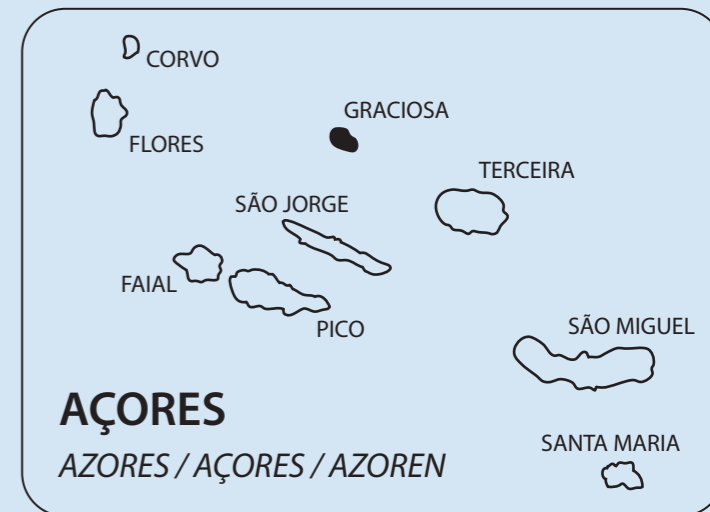 CORVO
FLORES
GRACIOSA
TERCEIRA
SÃO JORGE
FAIAL
PICO
SÃO MIGUEL
AÇORES
AZORES / AÇORES / AZOREN
SANTA MARIA